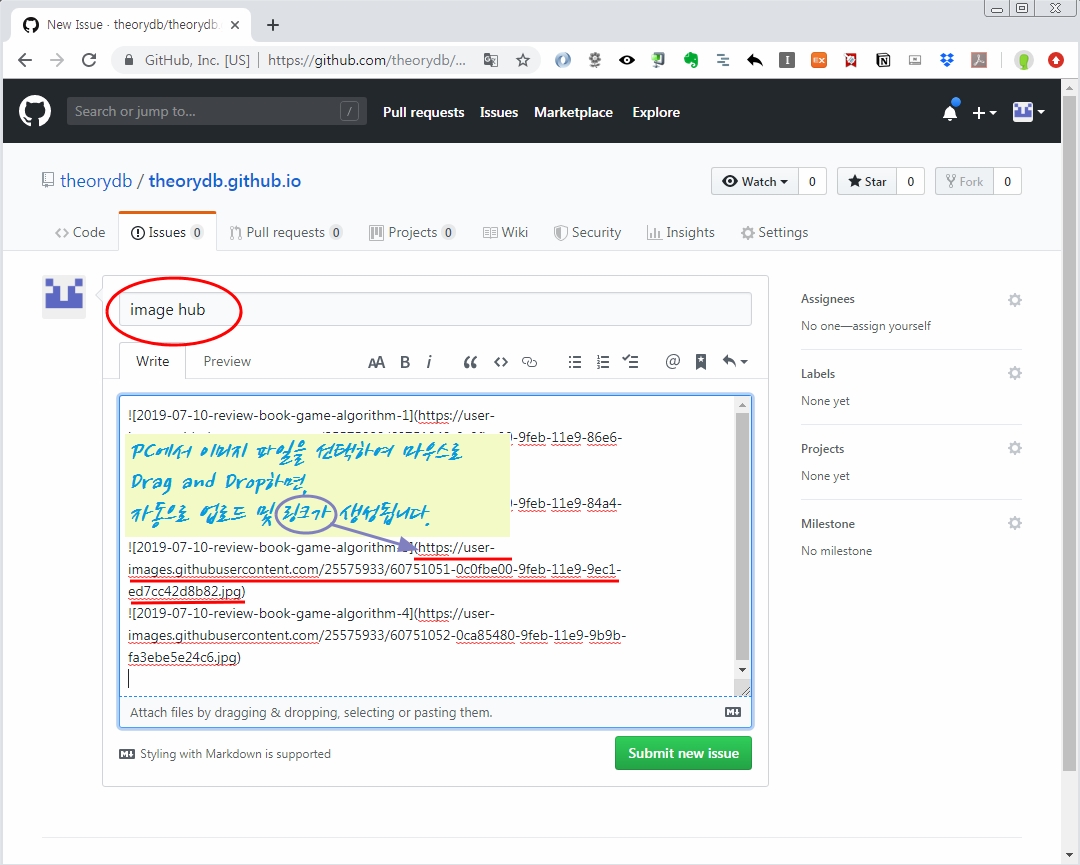 New Issue · theorydb/theorydb.
GitHub, Inc. [US]
https://github.com/theorydb/...
Search or jump to...
/
Pull requests
Issues
Marketplace
Explore
theorydb / theorydb.github.io
Watch
0
Star
0
Fork
0
Code
Issues 0
Pull requests 0
Projects 0
Wiki
Security
Insights
Settings
image hub
Write
Preview
AA B i
![2019-07-10-review-book-game-algorithm-1](https://user-
-9feb-11e9-86e6-
PC에서 이미지 파일을 선택하여 마우스로
Drag and Drop하면,
-9feb-11e9-84a4-
자동으로 업로드 및 링크가 생성됩니다.
![2019-07-10-review-book-game-algorithm-](https://user-
images.githubusercontent.com/25575933/60751051-0c0fbe00-9feb-11e9-9ec1-
ed7cc42d8b82.jpg)
![2019-07-10-review-book-game-algorithm-4](https://user-
images.githubusercontent.com/25575933/60751052-0ca85480-9feb-11e9-9b9b-
fa3ebe5e24c6.jpg)
Attach files by dragging & dropping, selecting or pasting them.
Styling with Markdown is supported
Submit new issue
Assignees
No one—assign yourself
Labels
None yet
Projects
None yet
Milestone
No milestone